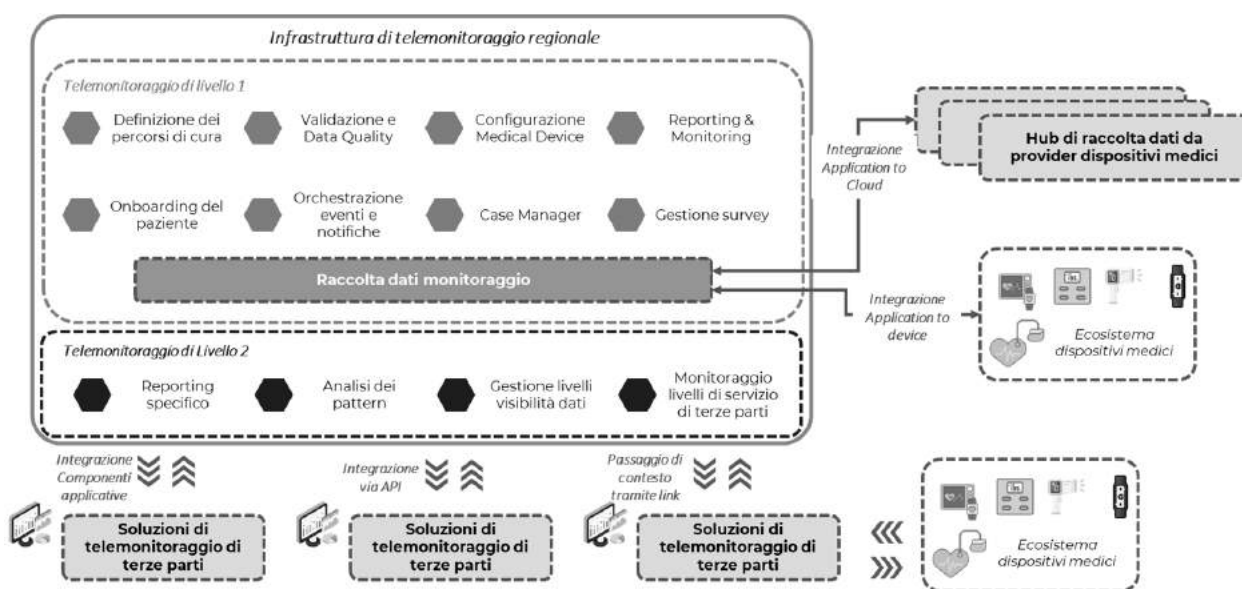 Infrastruttura di telemonitoraggio regionale
Telemonitoraggio di livello 1
Definizione dei
percorsi di cura
Validazione e
Data Quality
Configurazione
Medical Device
Reporting &
Monitoring
Onboarding del
paziente
Orchestrazione
eventi e
notifiche
Case Manager
Gestione survey
Raccolta dati monitoraggio
Integrazione
Application to
Cloud
Hub di raccolta dati da
provider dispositivi medici
Integrazione
Application to
device
Ecosistema
dispositivi medici
Telemonitoraggio di Livello 2
Reporting
specifico
Analisi dei
pattern
Gestione livelli
visibilità dati
Monitoraggio
livelli di servizio
di terze parti
Integrazione
Componenti
applicative
Integrazione
via API
Passaggio di
contesto
tramite link
Soluzioni di
telemonitoraggio di
terze parti
Soluzioni di
telemonitoraggio di
terze parti
Soluzioni di
telemonitoraggio di
terze parti
Ecosistema
dispositivi medici